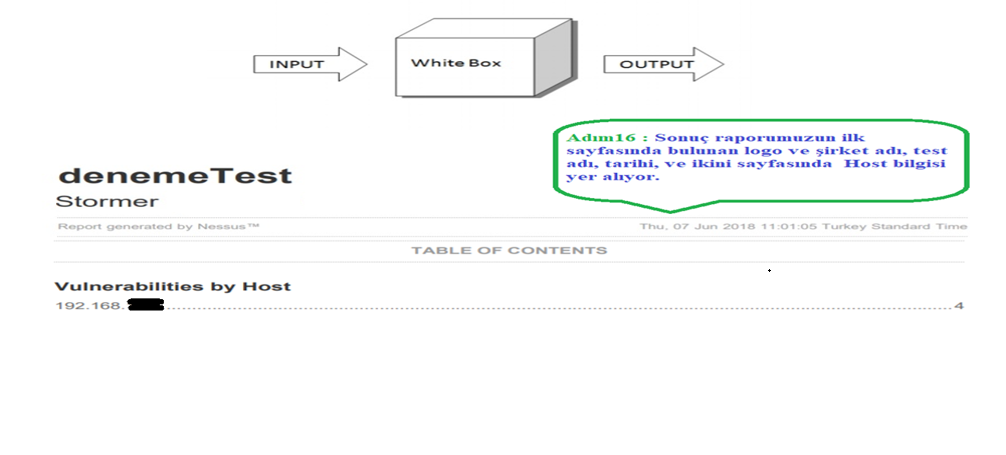 INPUT
White Box
OUTPUT
Adım16 : Sonuç raporumuzun ilk
sayfasında bulunan logo ve şirket adı, test
adı, tarihi, ve ikini sayfasında Host bilgisi
yer alıyor.
denemeTest
Stormer
Report generated by Nessus™
Thu, 07 Jun 2018 11:01:05 Turkey Standard Time
TABLE OF CONTENTS
Vulnerabilities by Host
192.168. ....................................................................4